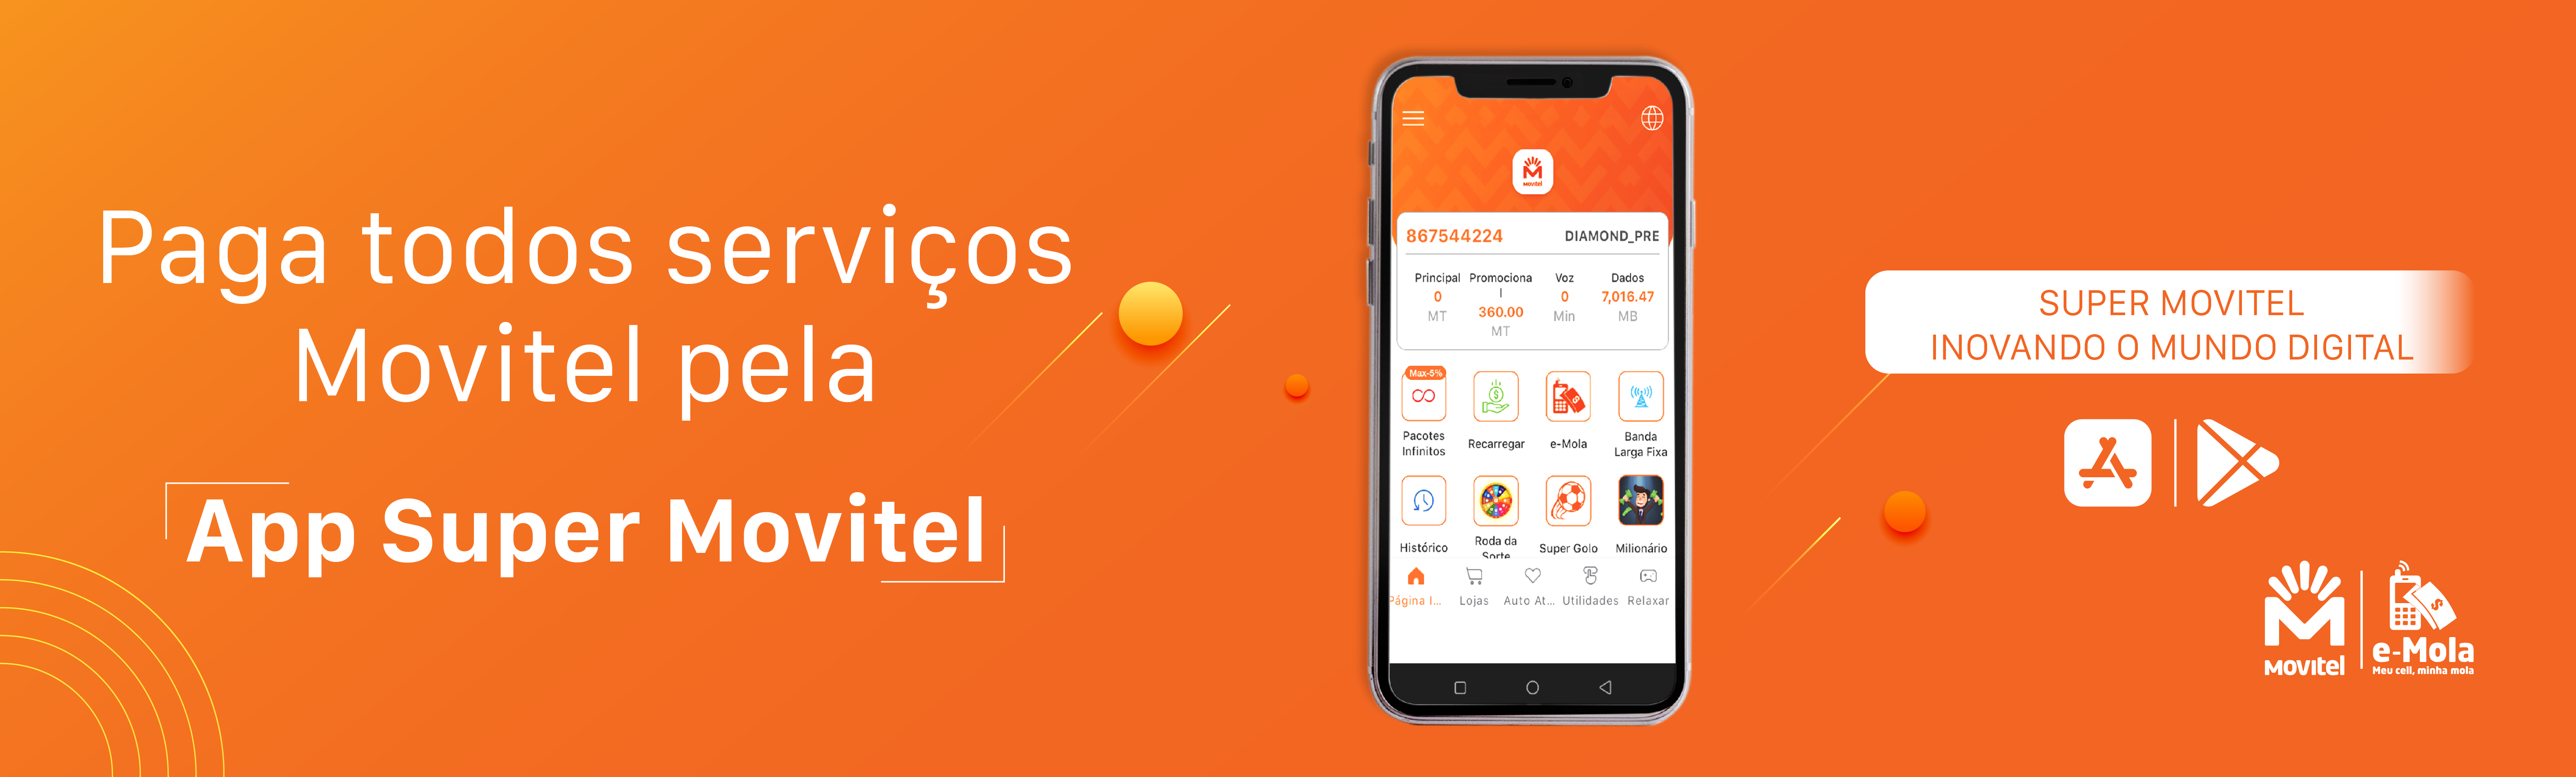 Paga todos serviços
Movitel pela
App Super Movitel
MOVITEL
867544224 DIAMOND_PRE
Principal Promociona Voz Dados
l
0 0 7,016.47
360.00
MT Min MB
MT
Max-5%
Pacotes
Infinitos
Recarregar
e-Mola
Banda
Larga Fixa
Histórico
Roda da
Sorte
Super Golo
Milionário
Página I...
Lojas
Auto At...
Utilidades
Relaxar
SUPER MOVITEL
INOVANDO O MUNDO DIGITAL
MOVITEL
e-Mola
Meu cell, minha mola